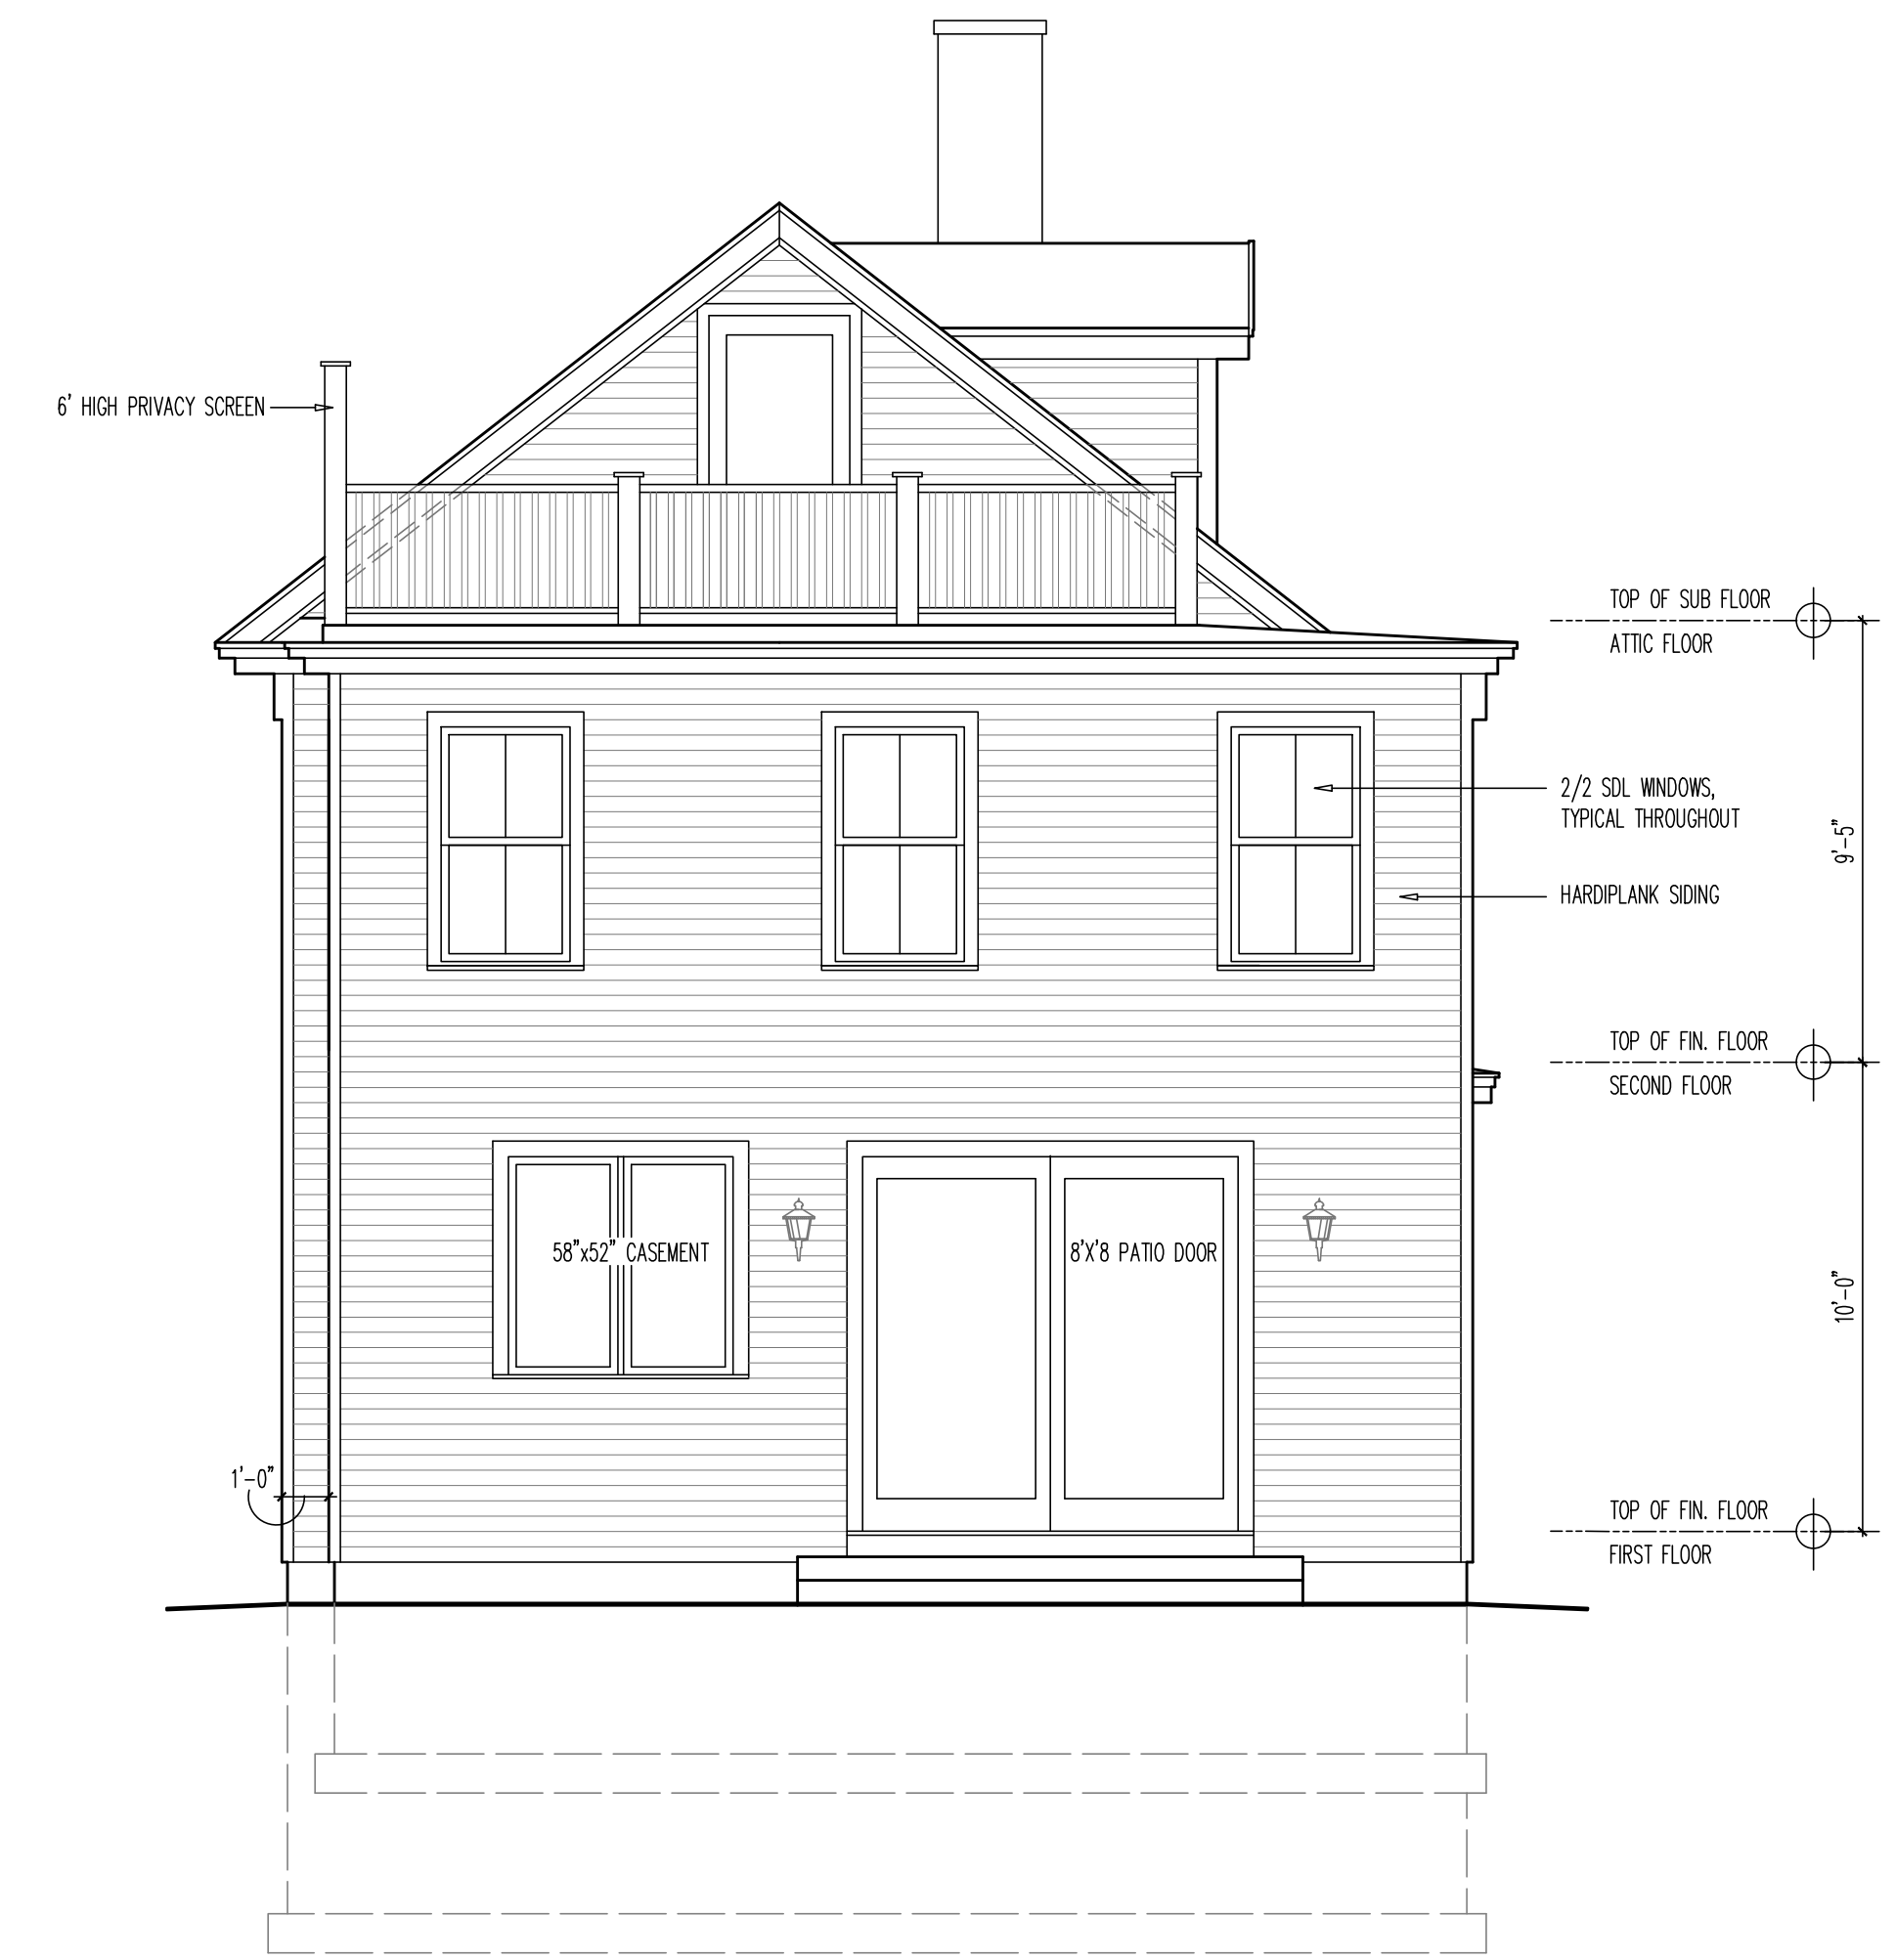 6' HIGH PRIVACY SCREEN
TOP OF SUB FLOOR
ATTIC FLOOR
2/2 SDL WINDOWS,
TYPICAL THROUGHOUT
9'-5"
HARDIPLANK SIDING
TOP OF FIN. FLOOR
SECOND FLOOR
58"x52" CASEMENT
8'X'8 PATIO DOOR
10'-0"
1'-0"
TOP OF FIN. FLOOR
FIRST FLOOR